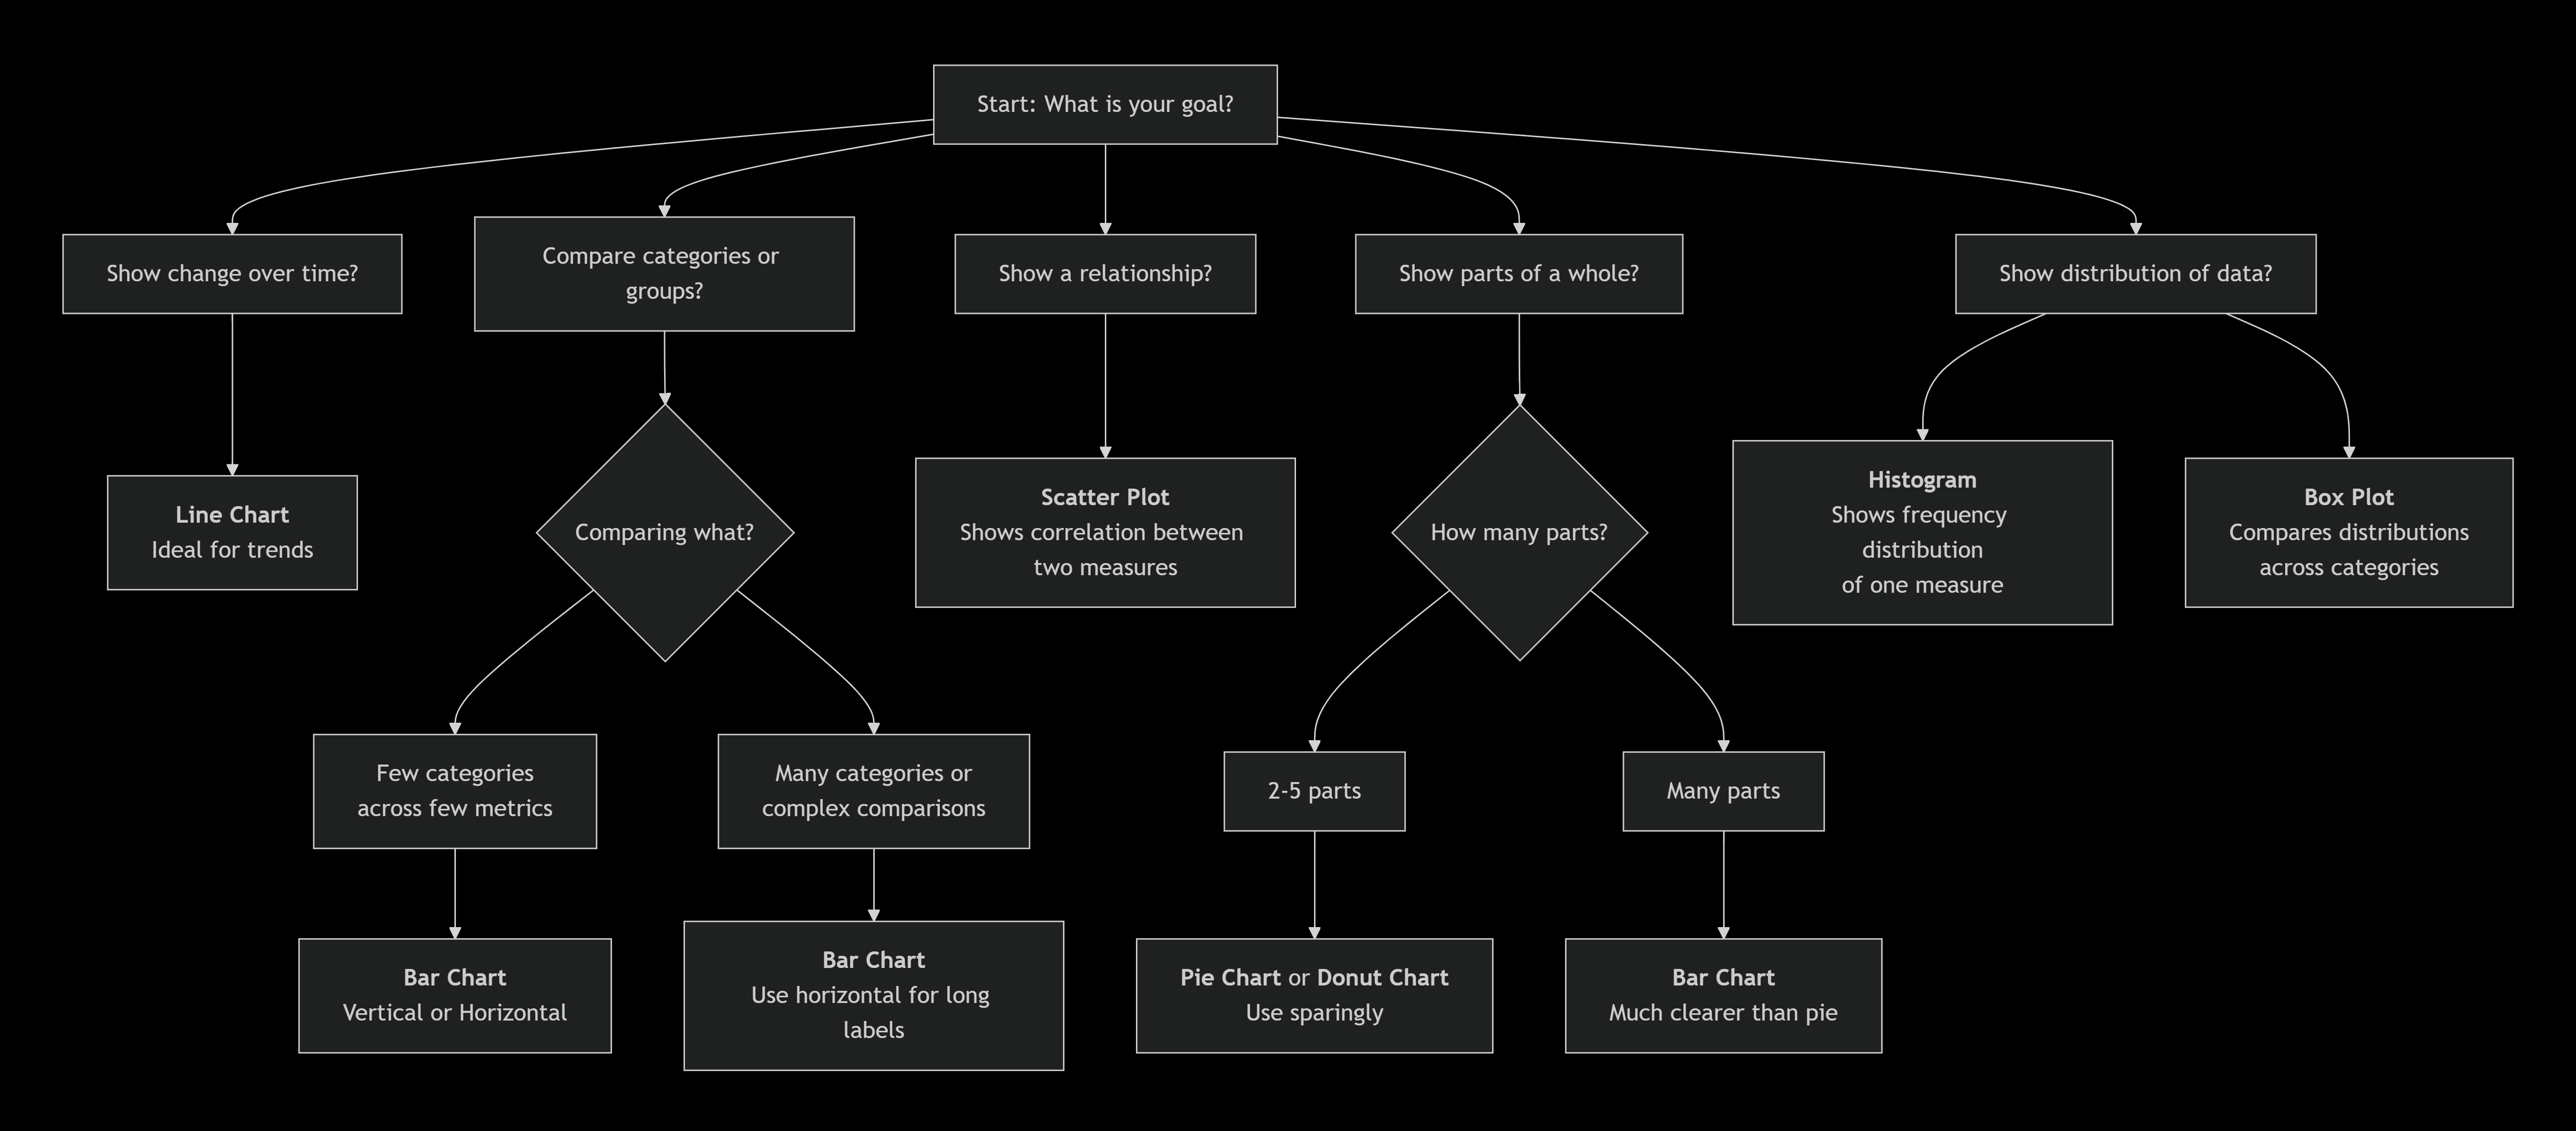 Start: What is your goal?
Show change over time?
Compare categories or
groups?
Show a relationship?
Show parts of a whole?
Show distribution of data?
Line Chart
Ideal for trends
Comparing what?
Scatter Plot
Shows correlation between
two measures
How many parts?
Histogram
Shows frequency
distribution
of one measure
Box Plot
Compares distributions
across categories
Few categories
across few metrics
Many categories or
complex comparisons
2-5 parts
Many parts
Bar Chart
Vertical or Horizontal
Bar Chart
Use horizontal for long
labels
Pie Chart or Donut Chart
Use sparingly
Bar Chart
Much clearer than pie